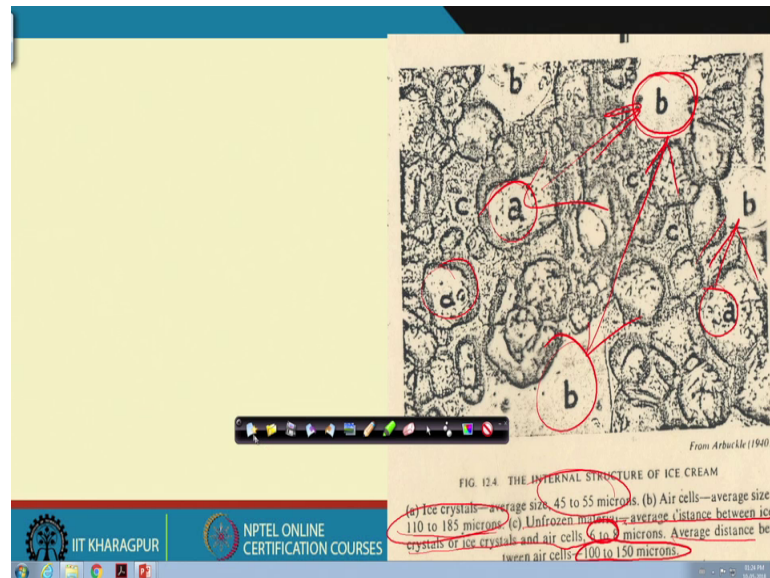 b
b
c
a
c
c
b
a
a
b
From Arbuckle (1940
FIG. 12.4. THE INTERNAL STRUCTURE OF ICE CREAM
(a) Ice crystals—average size, 45 to 55 microns. (b) Air cells—average size
110 to 185 microns. (c) Unfrozen average distance between ice
crystals or ice crystals and air cells, 6 to 8 microns. Average distance be
tween air cells—100 to 150 microns.
IIT KHARAGPUR
NPTEL ONLINE
CERTIFICATION COURSES